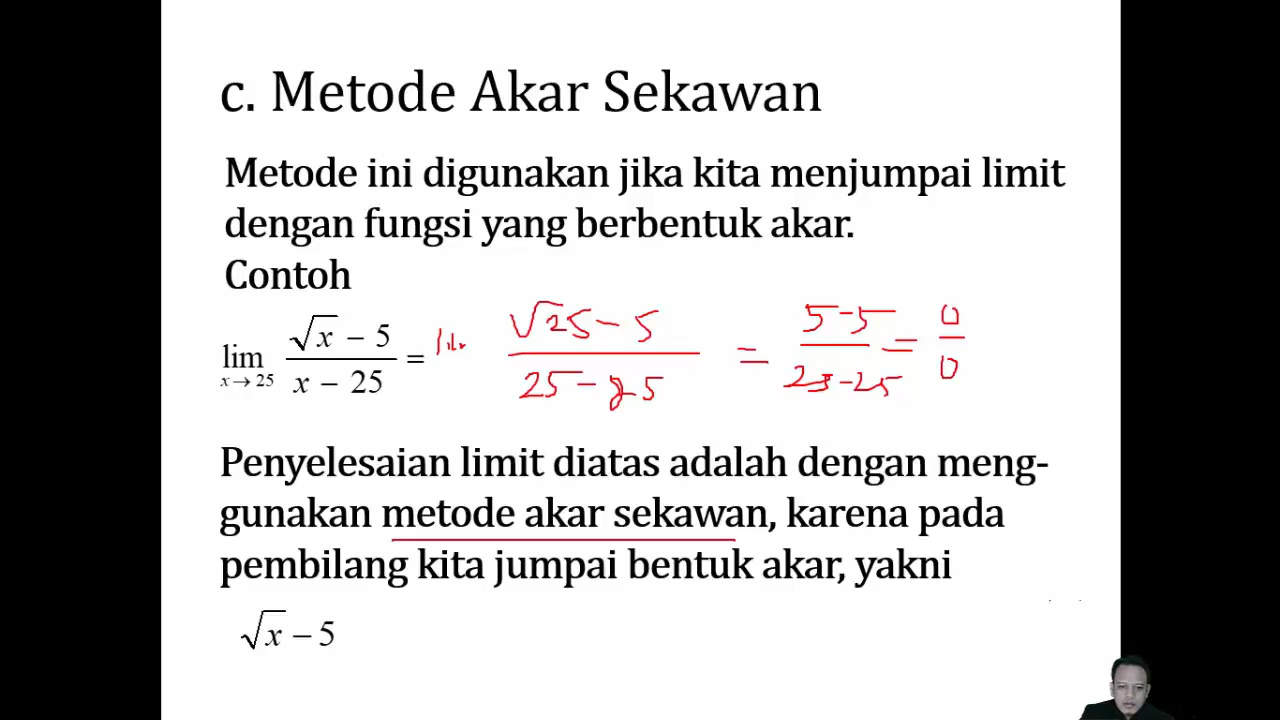 c. Metode Akar Sekawan
Metode ini digunakan jika kita menjumpai limit
dengan fungsi yang berbentuk akar.
Contoh
lim x→25 (√x − 5)/(x − 25) = lim (√25 − 5)/(25 − 25) = (5 − 5)/(25 − 25) = 0/0
Penyelesaian limit diatas adalah dengan meng-
gunakan metode akar sekawan, karena pada
pembilang kita jumpai bentuk akar, yakni
√x − 5